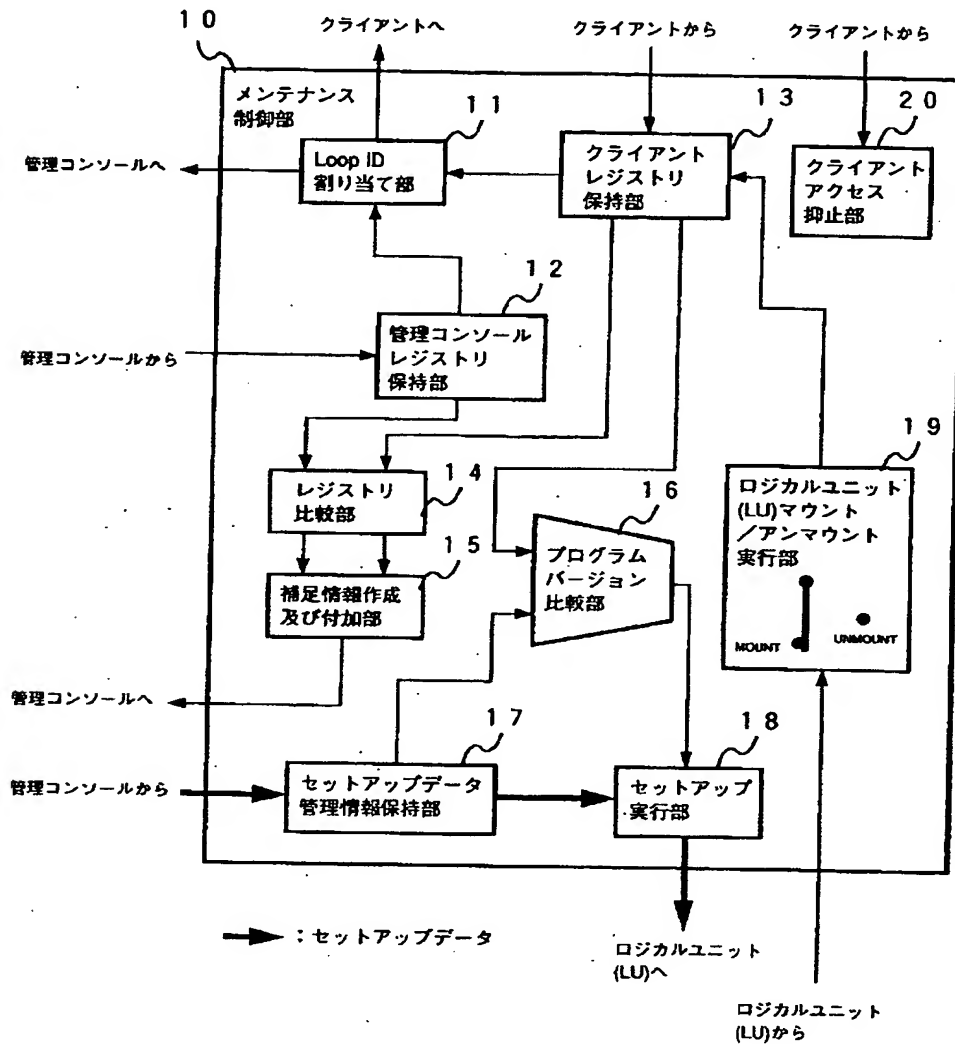 10
クライアントへ
クライアントから
クライアントから
メンテナンス
制御部
11
13
20
管理コンソールへ
Loop ID
割り当て部
クライアント
レジストリ
保持部
クライアント
アクセス
抑止部
12
管理コンソールから
管理コンソール
レジストリ
保持部
19
レジストリ
比較部
14
16
ロジカルユニット
(LU)マウント
/アンマウント
実行部
プログラム
バージョン
比較部
15
補足情報作成
及び付加部
MOUNT
UNMOUNT
管理コンソールへ
17
18
管理コンソールから
セットアップデータ
管理情報保持部
セットアップ
実行部
:セットアップデータ
ロジカルユニット
(LU)へ
ロジカルユニット
(LU)から